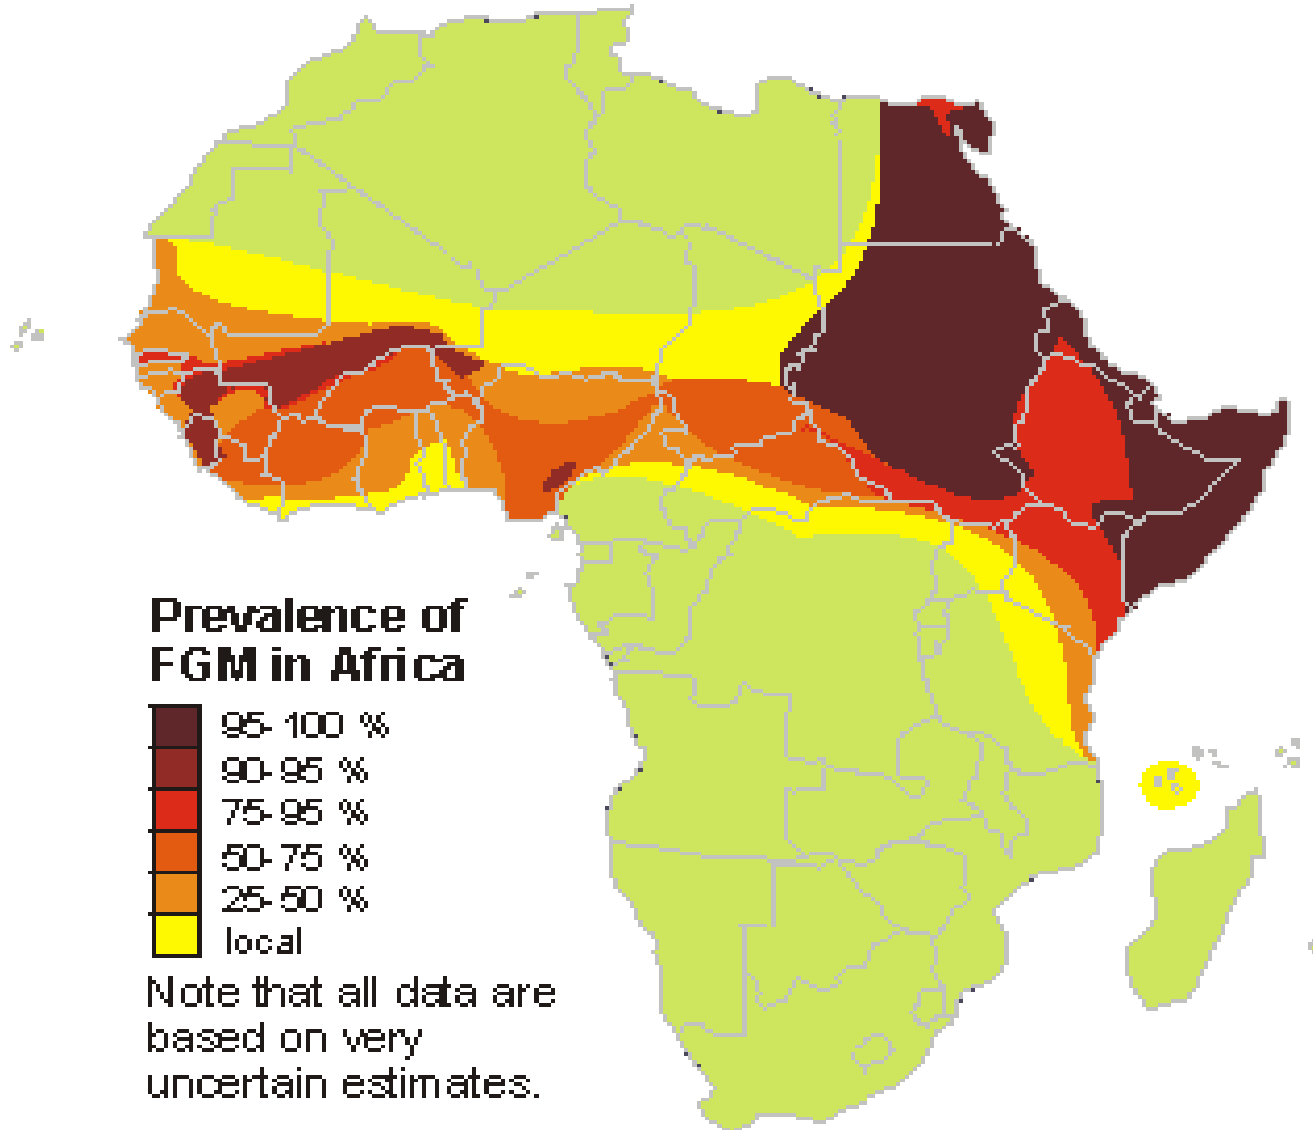 Prevalence of
FGM in Africa
95-100 %
90-95 %
75-95 %
50-75 %
25-50 %
local
Note that all data are
based on very
uncertain estimates.